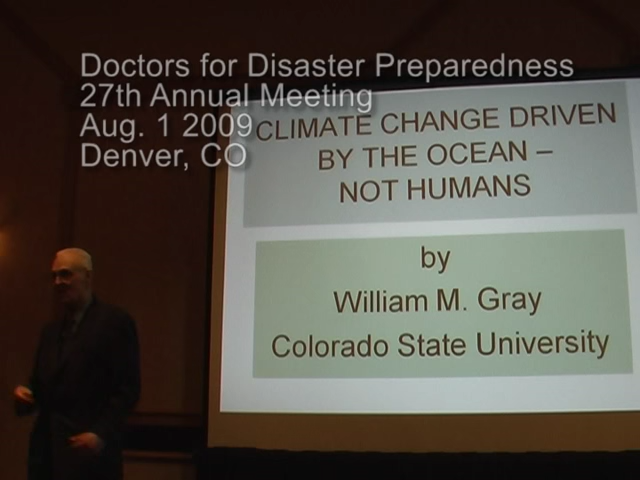 Doctors for Disaster Preparedness
27th Annual Meeting
Aug. 1 2009
Denver, CO
CLIMATE CHANGE DRIVEN
BY THE OCEAN –
NOT HUMANS
by
William M. Gray
Colorado State University